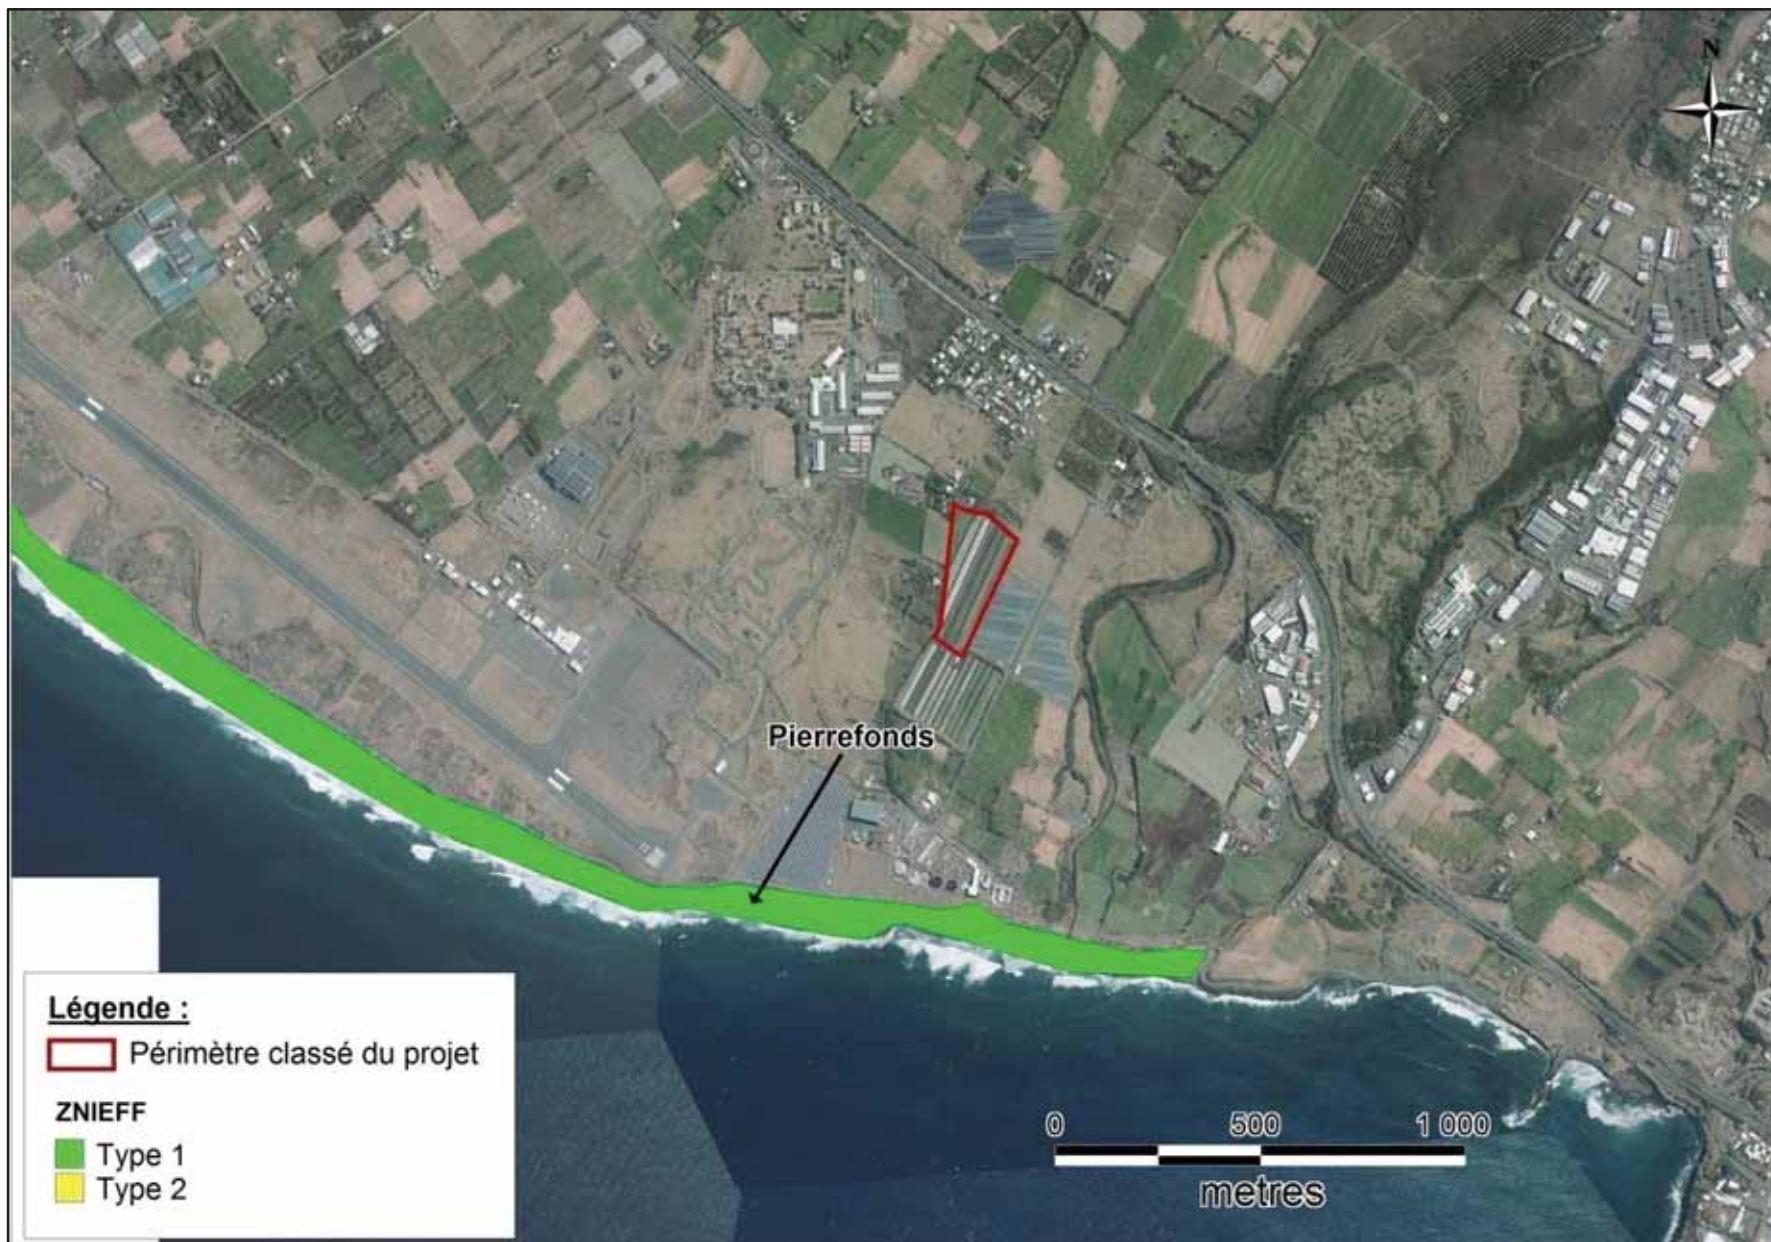 N
Pierrefonds
Légende :
Périmètre classé du projet
ZNIEFF
Type 1
Type 2
0 500 1 000
metres